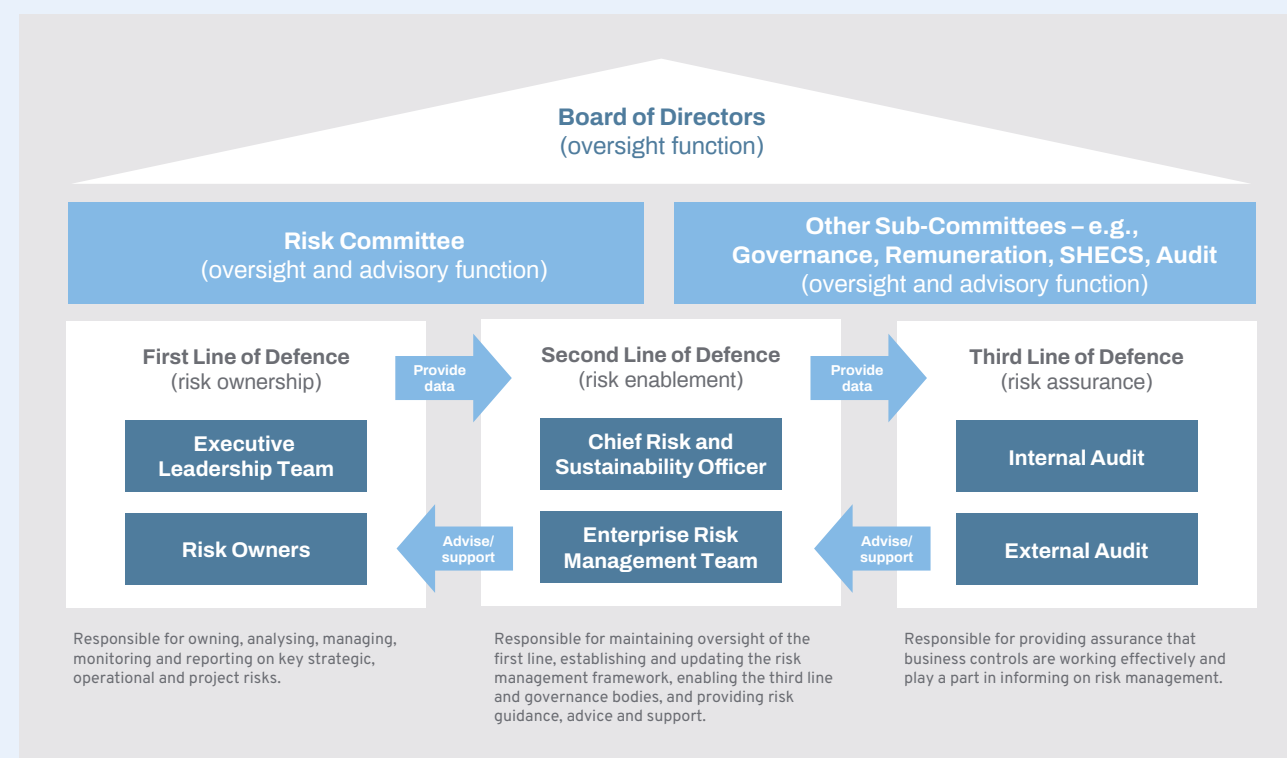 Board of Directors
(oversight function)
Risk Committee
(oversight and advisory function)
Other Sub-Committees – e.g.,
Governance, Remuneration, SHECS, Audit
(oversight and advisory function)
First Line of Defence
(risk ownership)
Executive
Leadership Team
Risk Owners
Provide
data
Advise/
support
Second Line of Defence
(risk enablement)
Chief Risk and
Sustainability Officer
Enterprise Risk
Management Team
Provide
data
Advise/
support
Third Line of Defence
(risk assurance)
Internal Audit
External Audit
Responsible for owning, analysing, managing,
monitoring and reporting on key strategic,
operational and project risks.
Responsible for maintaining oversight of the
first line, establishing and updating the risk
management framework, enabling the third line
and governance bodies, and providing risk
guidance, advice and support.
Responsible for providing assurance that
business controls are working effectively and
play a part in informing on risk management.